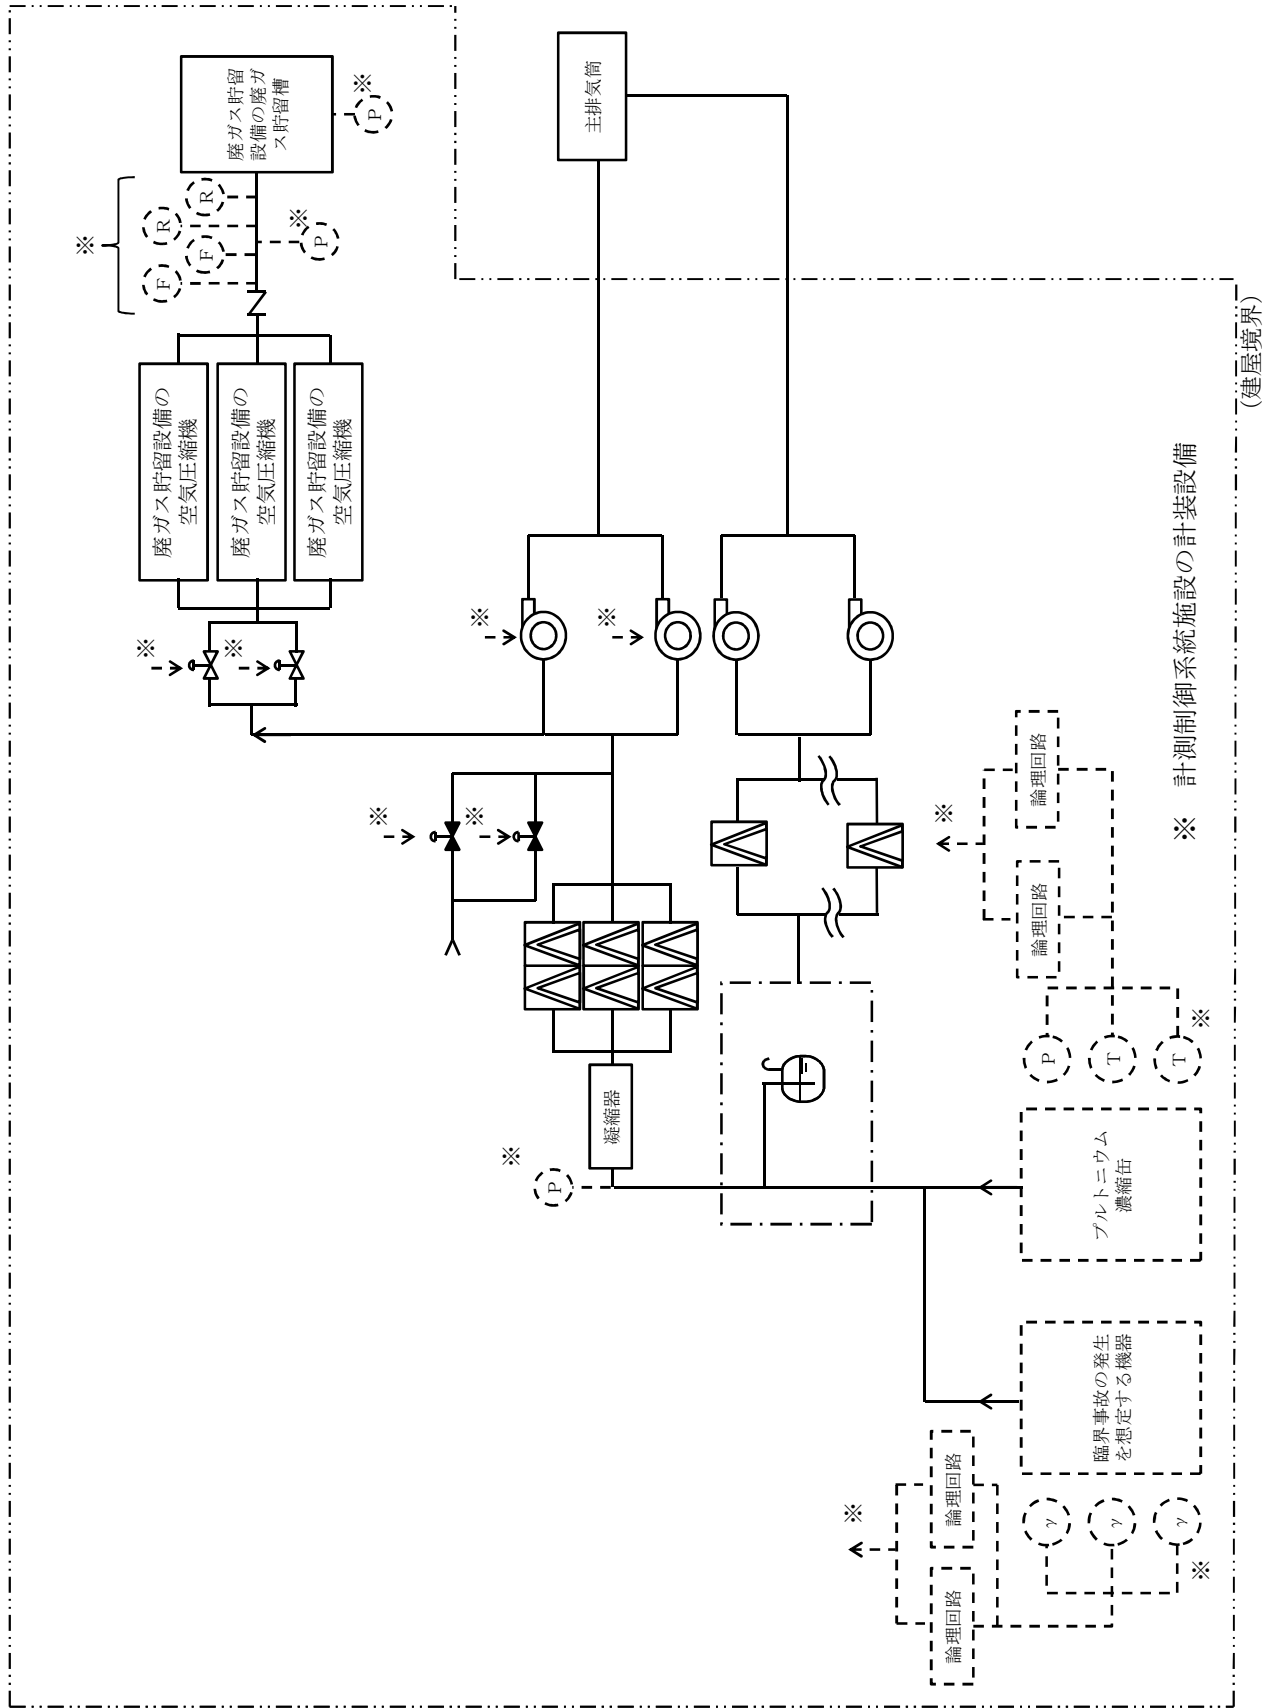 ※
F
F
R
R
※
P
廃ガス貯留
設備の廃ガ
ス貯留槽
※
P
※
※
廃ガス貯留設備の
空気圧縮機
廃ガス貯留設備の
空気圧縮機
廃ガス貯留設備の
空気圧縮機
※
※
※
※
主排気筒
※
P
凝縮器
※
論理回路
論理回路
γ
γ
γ
※
臨界事故の発生
を想定する機器
プルトニウム
濃縮缶
P
T
T
※
※
論理回路
論理回路
※ 計測制御系統施設の計装設備
(建屋境界)